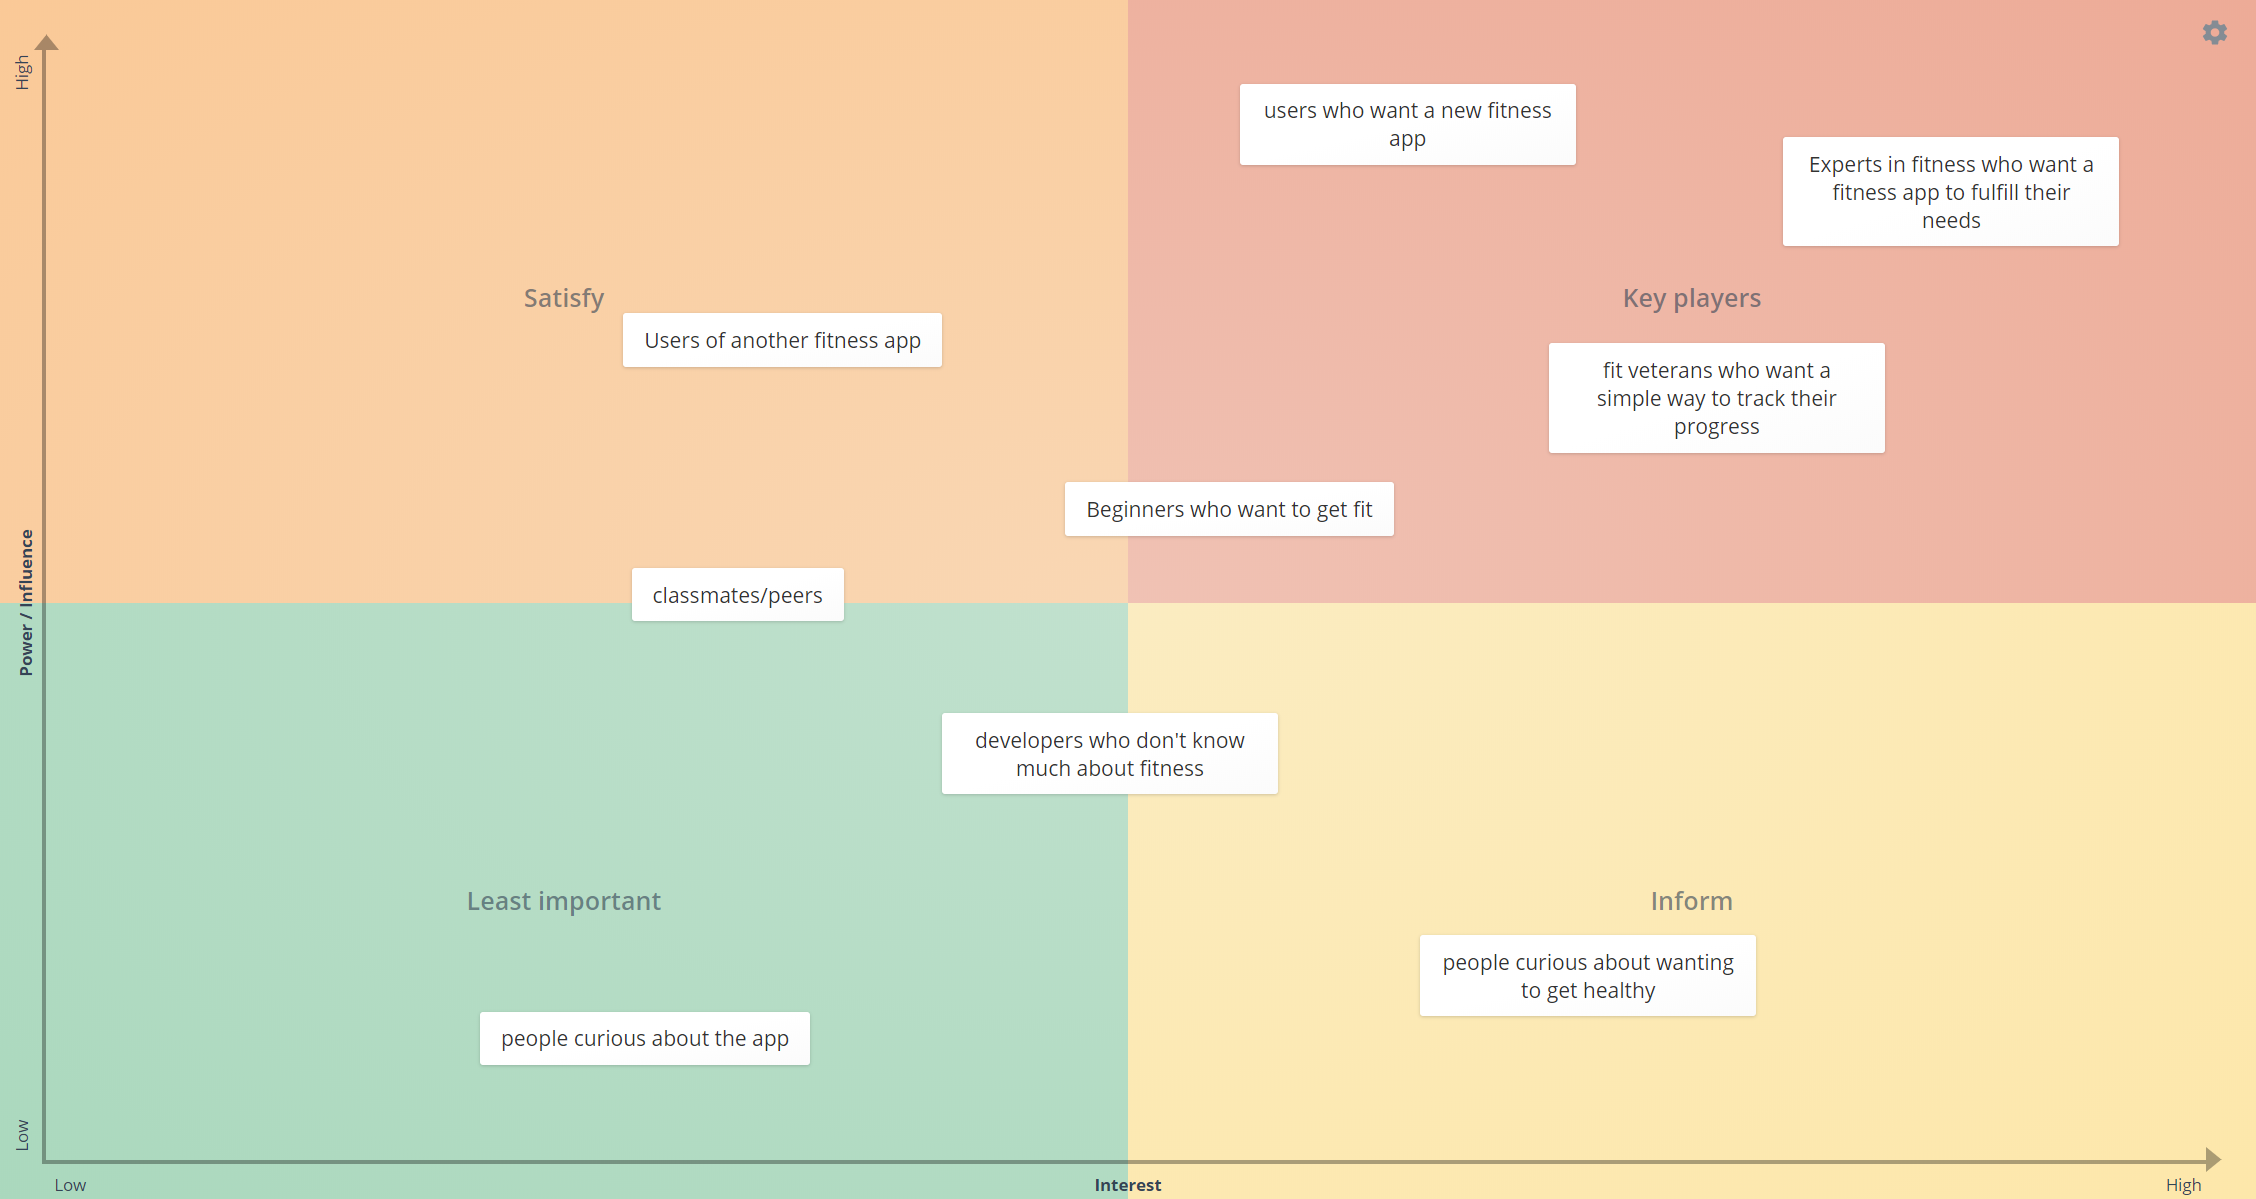 High
users who want a new fitness
app
Experts in fitness who want a
fitness app to fulfill their
needs
Satisfy
Key players
Users of another fitness app
fit veterans who want a
simple way to track their
progress
Beginners who want to get fit
Power / Influence
classmates/peers
developers who don't know
much about fitness
Least important
Inform
people curious about wanting
to get healthy
people curious about the app
Low
Low
Interest
High